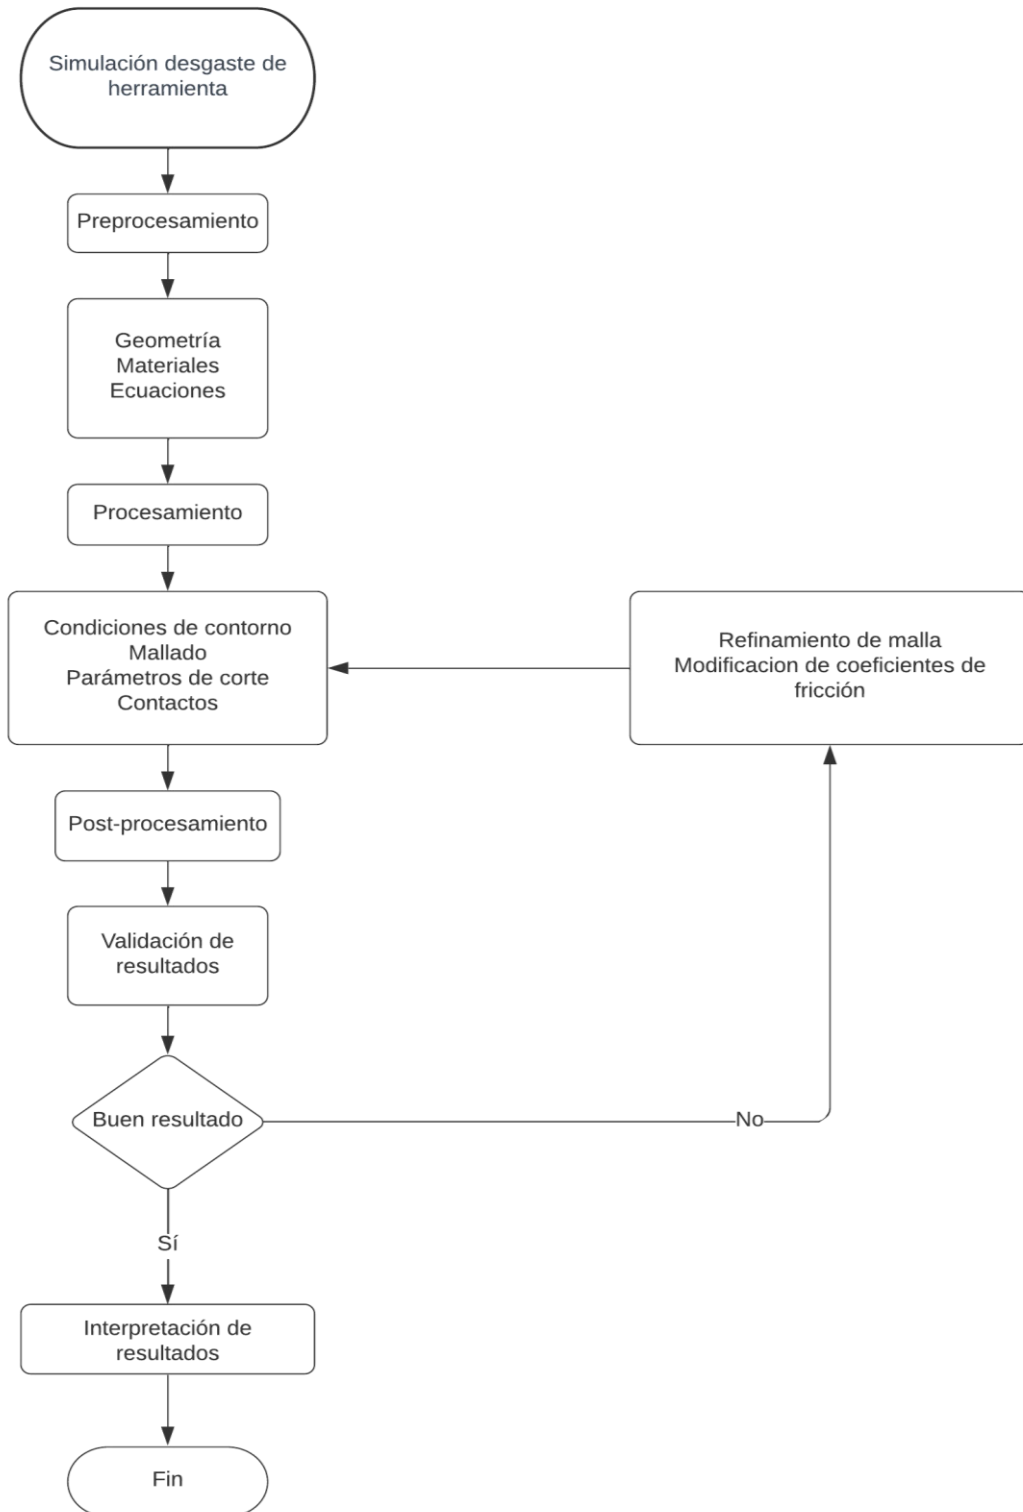 Simulación desgaste de
herramienta
Preprocesamiento
Geometría
Materiales
Ecuaciones
Procesamiento
Condiciones de contorno
Mallado
Parámetros de corte
Contactos
Refinamiento de malla
Modificacion de coeficientes de
fricción
Post-procesamiento
Validación de
resultados
Buen resultado
No
Sí
Interpretación de
resultados
Fin